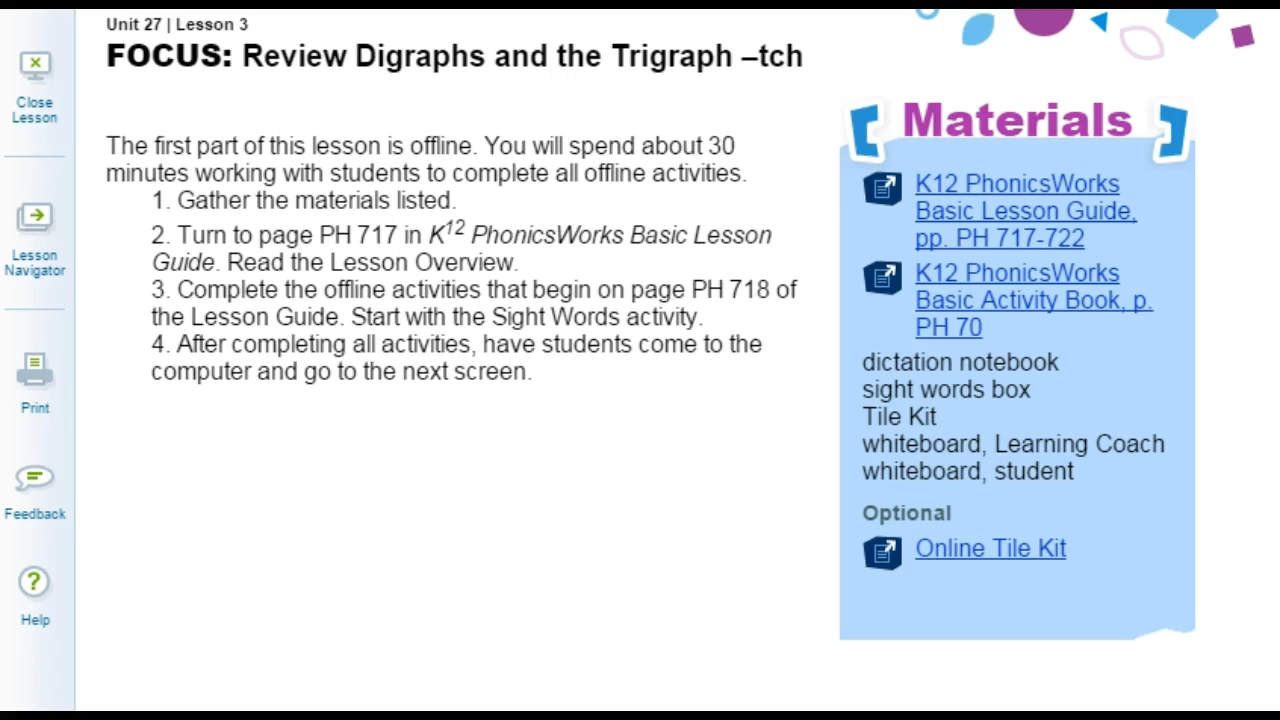 Unit 27 | Lesson 3
FOCUS: Review Digraphs and the Trigraph –tch
Close
Lesson
Lesson
Navigator
Print
Feedback
Help
The first part of this lesson is offline. You will spend about 30
minutes working with students to complete all offline activities.
1. Gather the materials listed.
2. Turn to page PH 717 in K12 PhonicsWorks Basic Lesson
Guide. Read the Lesson Overview.
3. Complete the offline activities that begin on page PH 718 of
the Lesson Guide. Start with the Sight Words activity.
4. After completing all activities, have students come to the
computer and go to the next screen.
Materials
K12 PhonicsWorks
Basic Lesson Guide,
pp. PH 717-722
K12 PhonicsWorks
Basic Activity Book, p.
PH 70
dictation notebook
sight words box
Tile Kit
whiteboard, Learning Coach
whiteboard, student
Optional
Online Tile Kit